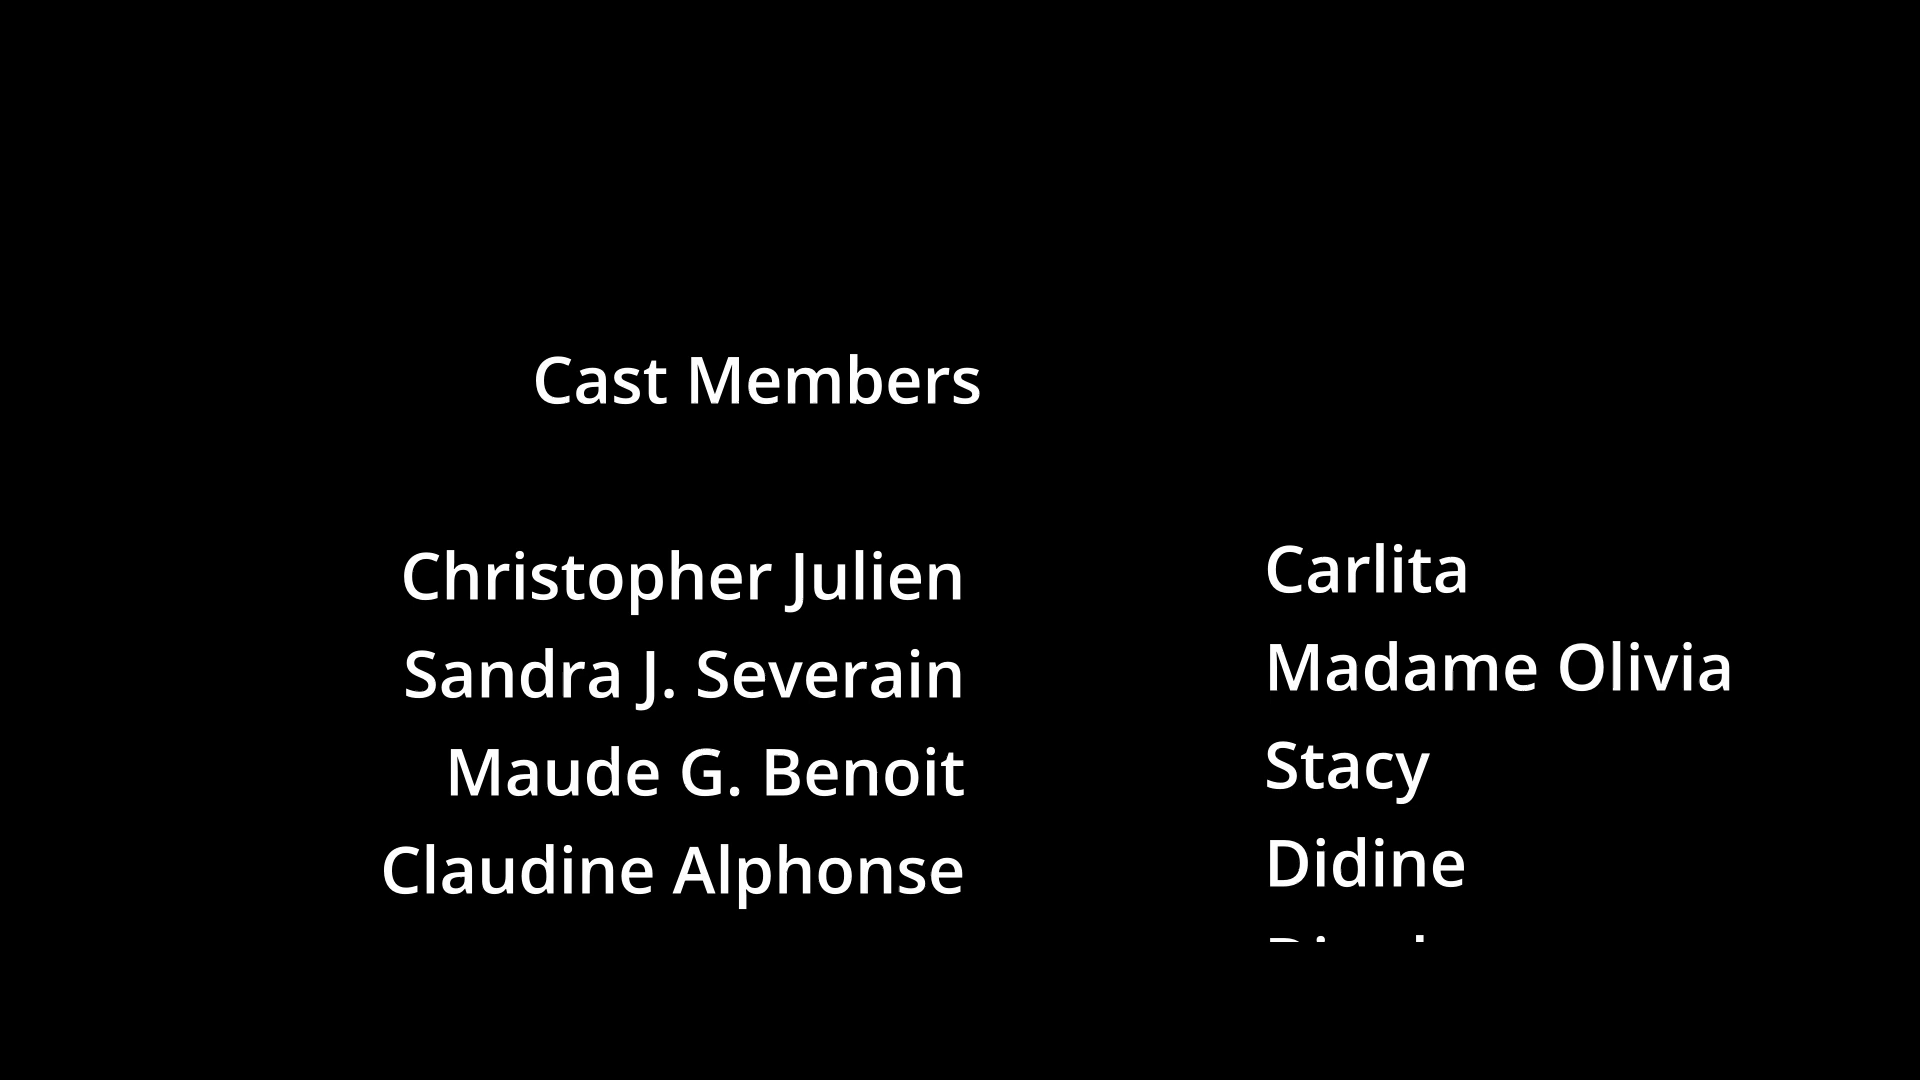 Cast Members
Christopher Julien Carlita
Sandra J. Severain Madame Olivia
Maude G. Benoit Stacy
Claudine Alphonse Didine